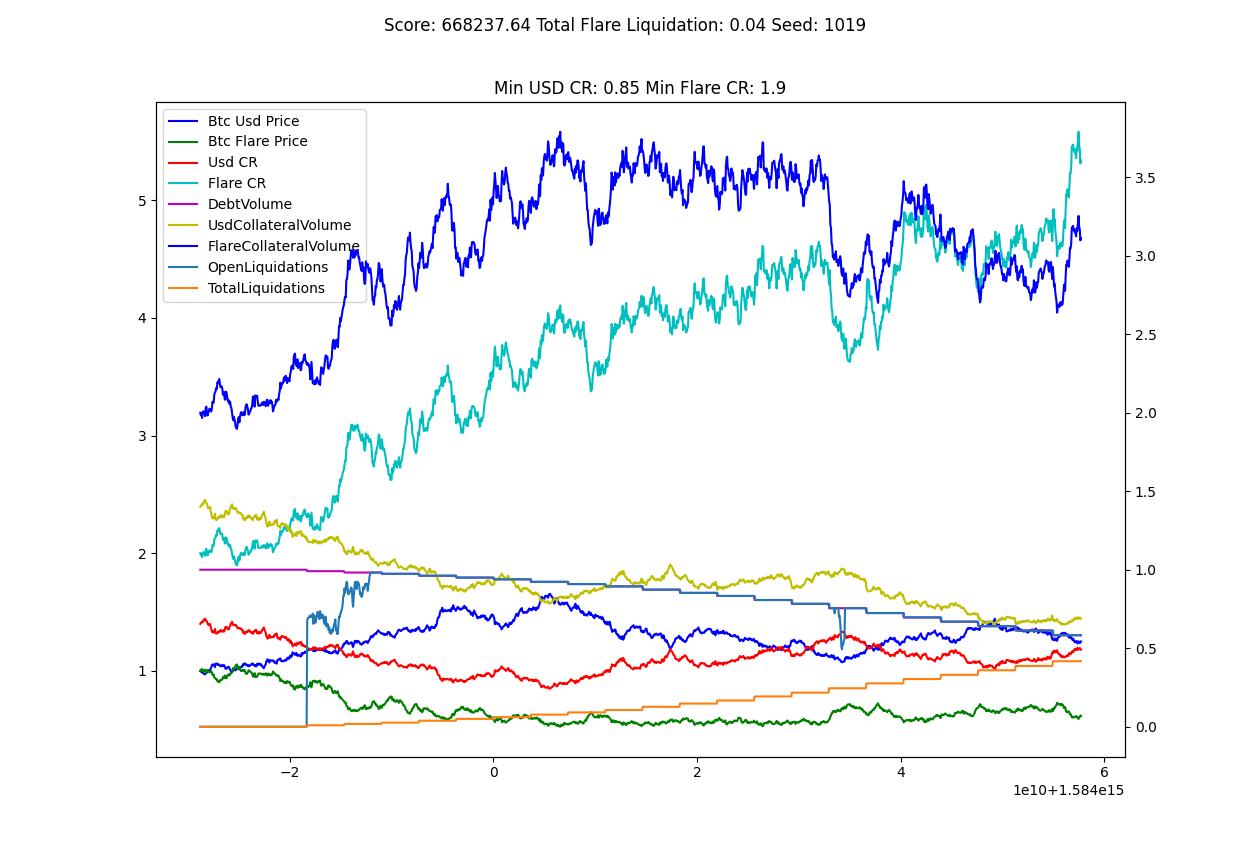 Score: 668237.64 Total Flare Liquidation: 0.04 Seed: 1019
Min USD CR: 0.85 Min Flare CR: 1.9
Btc Usd Price
Btc Flare Price
Usd CR
Flare CR
DebtVolume
UsdCollateralVolume
FlareCollateralVolume
OpenLiquidations
TotalLiquidations
5
4
3
2
1
3.5
3.0
2.5
2.0
1.5
1.0
0.5
0.0
−2 0 2 4 6
1e10+1.584e15